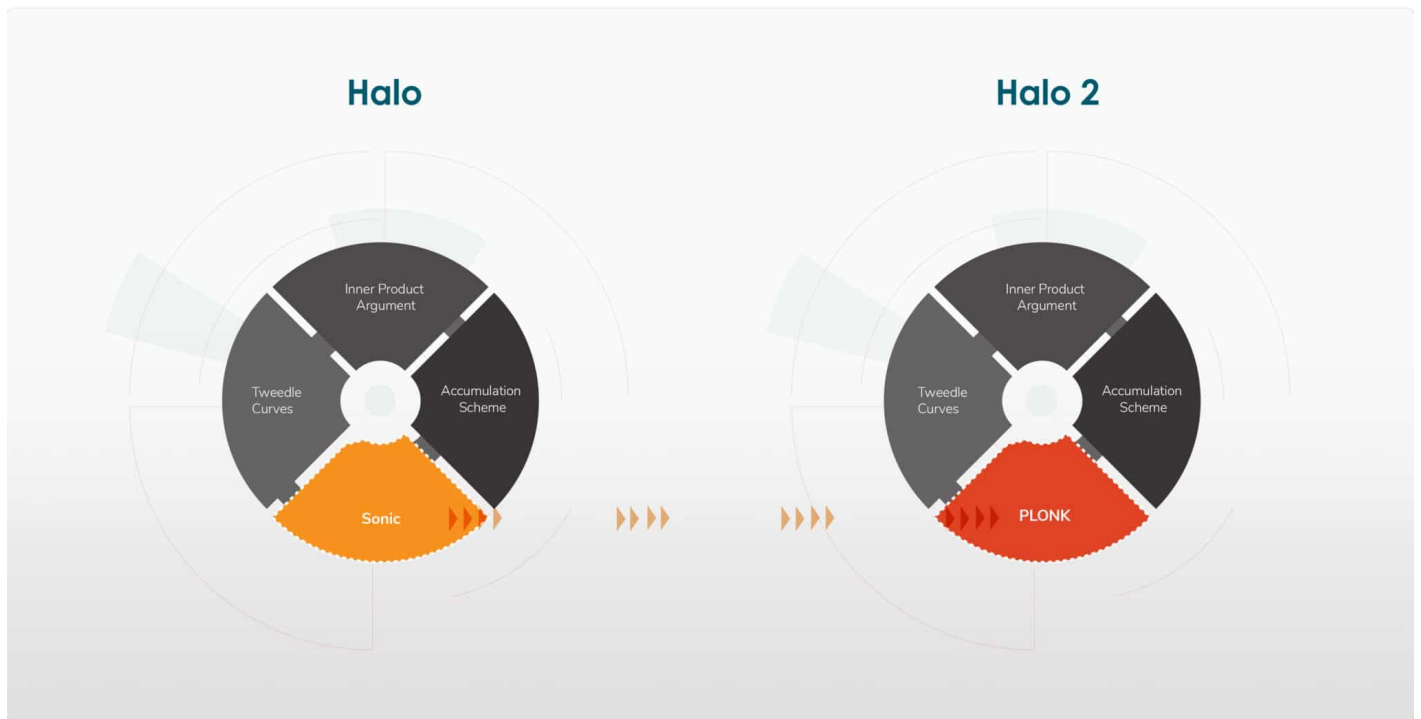 Halo
Inner Product
Argument
Tweedle
Curves
Accumulation
Scheme
Sonic
Halo 2
Inner Product
Argument
Tweedle
Curves
Accumulation
Scheme
PLONK